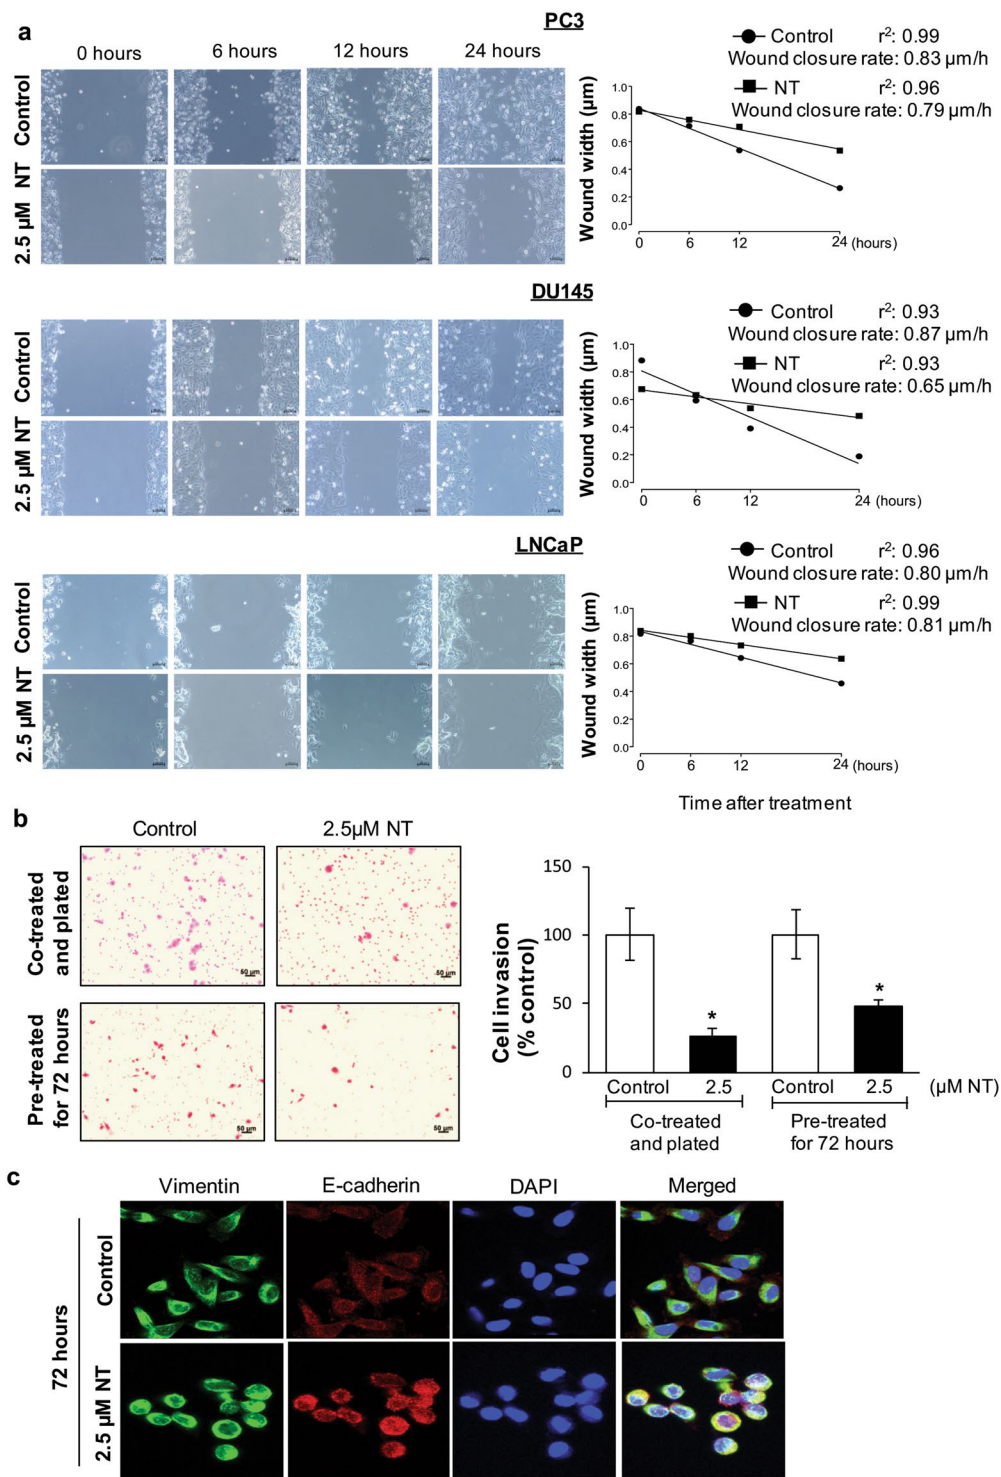 a
PC3
0 hours
6 hours
12 hours
24 hours
Control
2.5 µM NT
Control r²: 0.99
Wound closure rate: 0.83 µm/h
NT r²: 0.96
Wound closure rate: 0.79 µm/h
Wound width (µm)
1.0
0.8
0.6
0.4
0.2
0.0
0 6 12 24 (hours)
DU145
Control
2.5 µM NT
Control r²: 0.93
Wound closure rate: 0.87 µm/h
NT r²: 0.93
Wound closure rate: 0.65 µm/h
Wound width (µm)
1.0
0.8
0.6
0.4
0.2
0.0
0 6 12 24 (hours)
LNCaP
Control
2.5 µM NT
Control r²: 0.96
Wound closure rate: 0.80 µm/h
NT r²: 0.99
Wound closure rate: 0.81 µm/h
Wound width (µm)
1.0
0.8
0.6
0.4
0.2
0.0
0 6 12 24 (hours)
Time after treatment
b
Control
2.5µM NT
Co-treated
and plated
50 µm
50 µm
Pre-treated
for 72 hours
50 µm
50 µm
Cell invasion
(% control)
150
100
50
0
*
*
Control 2.5 Control 2.5 (µM NT)
Co-treated
and plated
Pre-treated
for 72 hours
c
Vimentin
E-cadherin
DAPI
Merged
72 hours
Control
2.5 µM NT